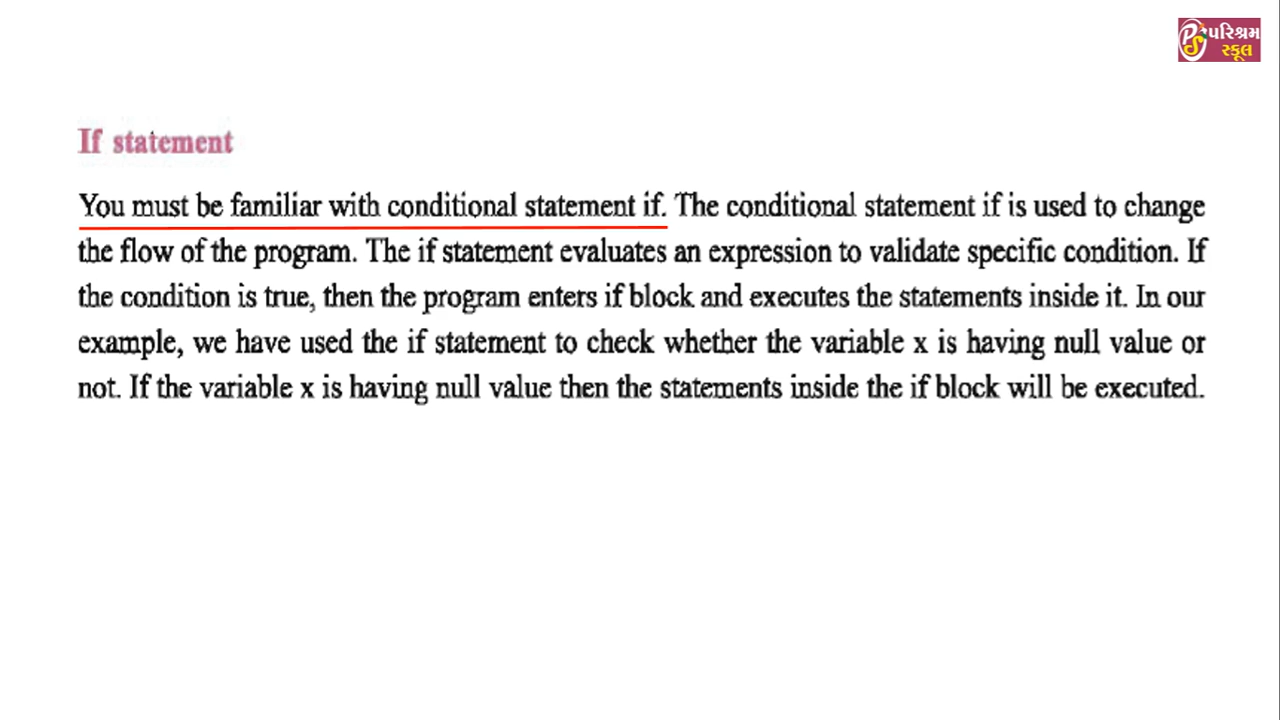 પરિશ્રમ
સ્કૂલ
If statement
You must be familiar with conditional statement if. The conditional statement if is used to change
the flow of the program. The if statement evaluates an expression to validate specific condition. If
the condition is true, then the program enters if block and executes the statements inside it. In our
example, we have used the if statement to check whether the variable x is having null value or
not. If the variable x is having null value then the statements inside the if block will be executed.